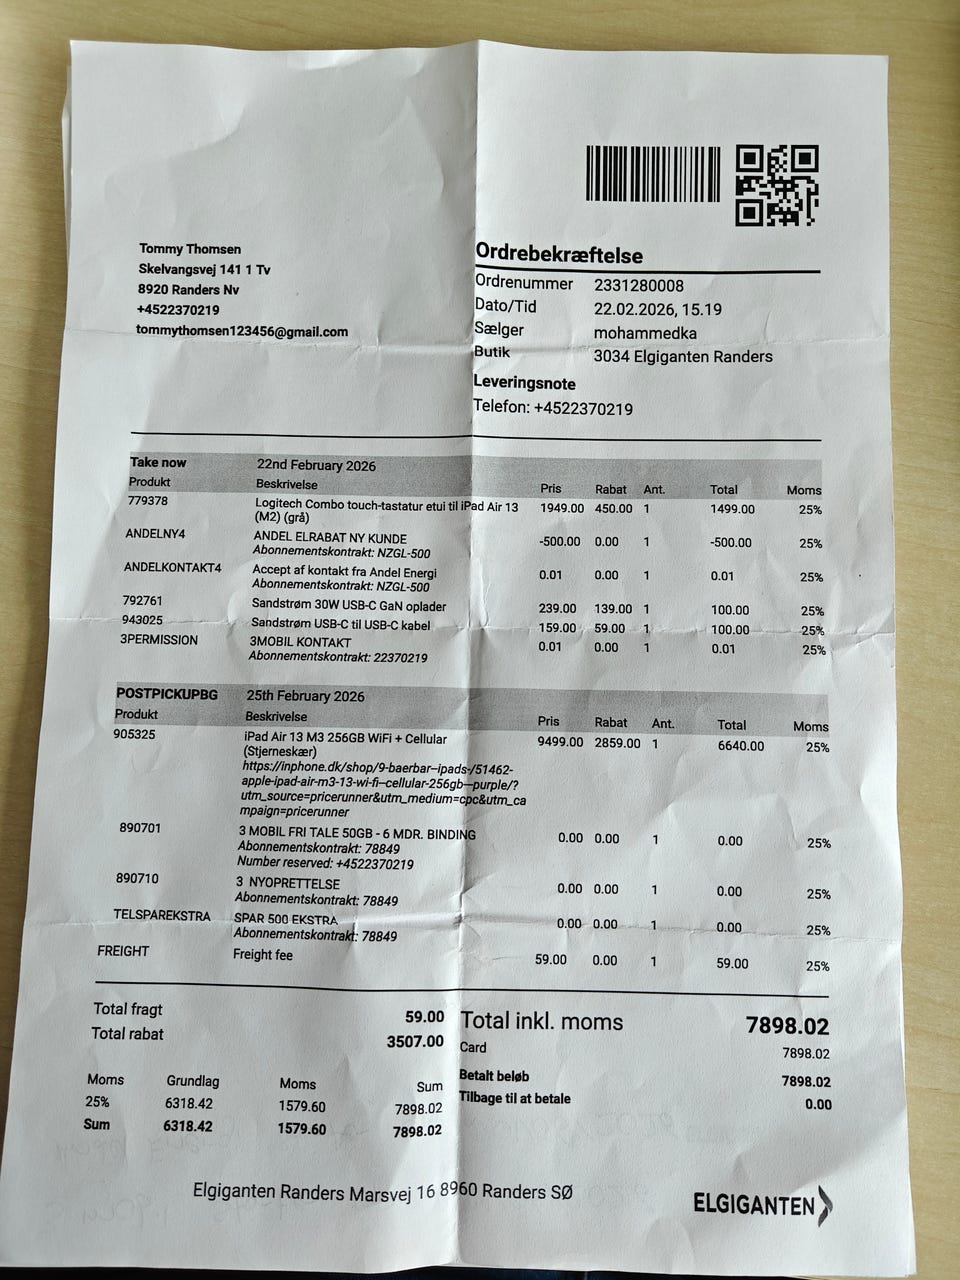 Tommy Thomsen
Skelvangsvej 141 1 Tv
8920 Randers Nv
+4522370219
tommythomsen123456@gmail.com
Ordrebekræftelse
Ordrenummer 2331280008
Dato/Tid 22.02.2026, 15.19
Sælger mohammedka
Butik 3034 Elgiganten Randers
Leveringsnote
Telefon: +4522370219
Take now 22nd February 2026
Produkt Beskrivelse Pris Rabat Ant. Total Moms
779378 Logitech Combo touch-tastatur etui til iPad Air 13 1949.00 450.00 1 1499.00 25%
(M2) (grå)
ANDELNY4 ANDEL ELRABAT NY KUNDE -500.00 0.00 1 -500.00 25%
Abonnementskontrakt: NZGL-500
ANDELKONTAKT4 Accept af kontakt fra Andel Energi 0.01 0.00 1 0.01 25%
Abonnementskontrakt: NZGL-500
792761 Sandstrøm 30W USB-C GaN oplader 239.00 139.00 1 100.00 25%
943025 Sandstrøm USB-C til USB-C kabel 159.00 59.00 1 100.00 25%
3PERMISSION 3MOBIL KONTAKT 0.01 0.00 1 0.01 25%
Abonnementskontrakt: 22370219
POSTPICKUPBG 25th February 2026
Produkt Beskrivelse Pris Rabat Ant. Total Moms
905325 iPad Air 13 M3 256GB WiFi + Cellular 9499.00 2859.00 1 6640.00 25%
(Stjerneskær)
https://inphone.dk/shop/9-baerbar--ipads-/51462-
apple-ipad-air-m3-13-wi-fi--cellular-256gb--purple/?
utm_source=pricerunner&utm_medium=cpc&utm_ca
mpaign=pricerunner
890701 3 MOBIL FRI TALE 50GB - 6 MDR. BINDING 0.00 0.00 1 0.00 25%
Abonnementskontrakt: 78849
Number reserved: +4522370219
890710 3 NYOPRETTELSE 0.00 0.00 1 0.00 25%
Abonnementskontrakt: 78849
TELSPAREKSTRA SPAR 500 EKSTRA 0.00 0.00 1 0.00 25%
Abonnementskontrakt: 78849
FREIGHT Freight fee 59.00 0.00 1 59.00 25%
Total fragt 59.00
Total rabat 3507.00
Moms Grundlag Moms Sum
25% 6318.42 1579.60 7898.02
Sum 6318.42 1579.60 7898.02
Total inkl. moms 7898.02
Card 7898.02
Betalt beløb 7898.02
Tilbage til at betale 0.00
Elgiganten Randers Marsvej 16 8960 Randers SØ
ELGIGANTEN